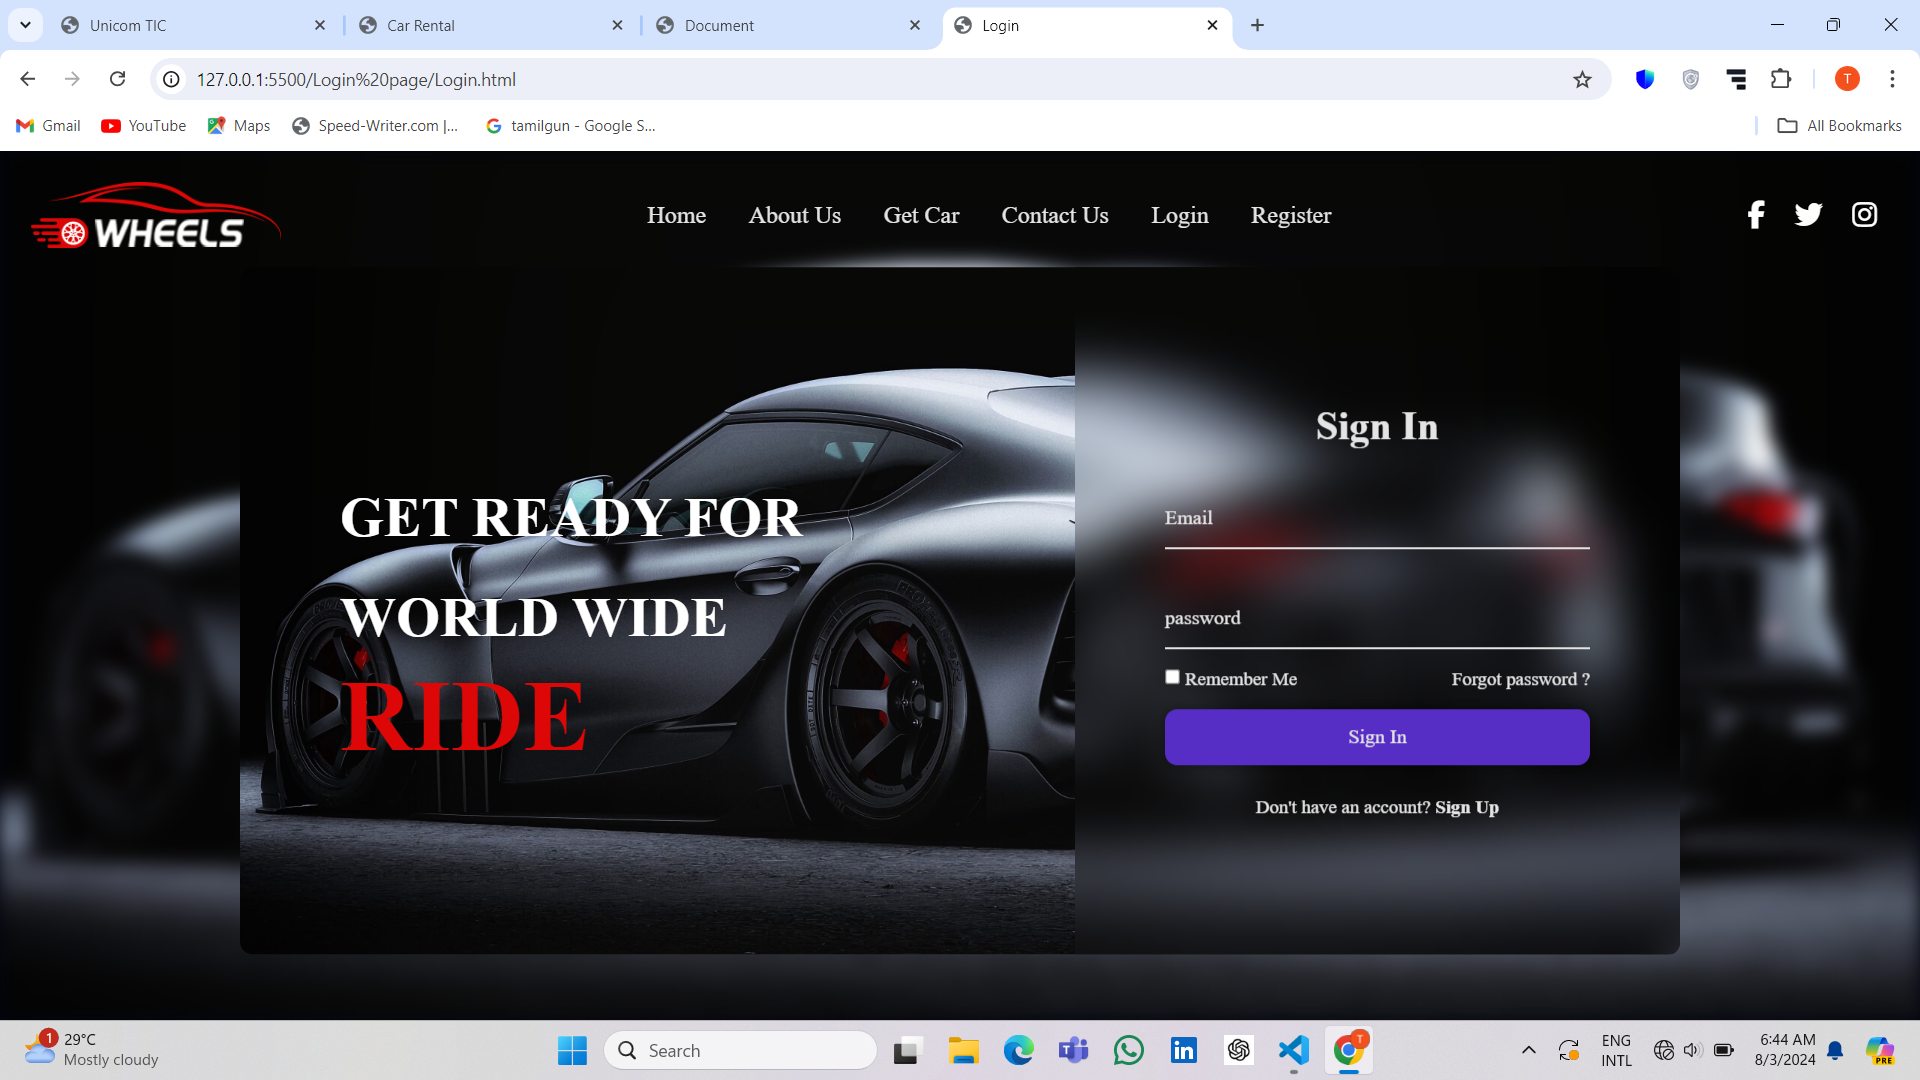 Unicom TIC
Car Rental
Document
Login
127.0.0.1:5500/Login%20page/Login.html
T
Gmail
YouTube
Maps
Speed-Writer.com |...
tamilgun - Google S...
All Bookmarks
WHEELS
Home
About Us
Get Car
Contact Us
Login
Register
GET READY FOR
WORLD WIDE
RIDE
Sign In
Email
password
Remember Me
Forgot password ?
Sign In
Don't have an account? Sign Up
1
29°C
Mostly cloudy
Search
T
ENG
INTL
6:44 AM
8/3/2024
PRE